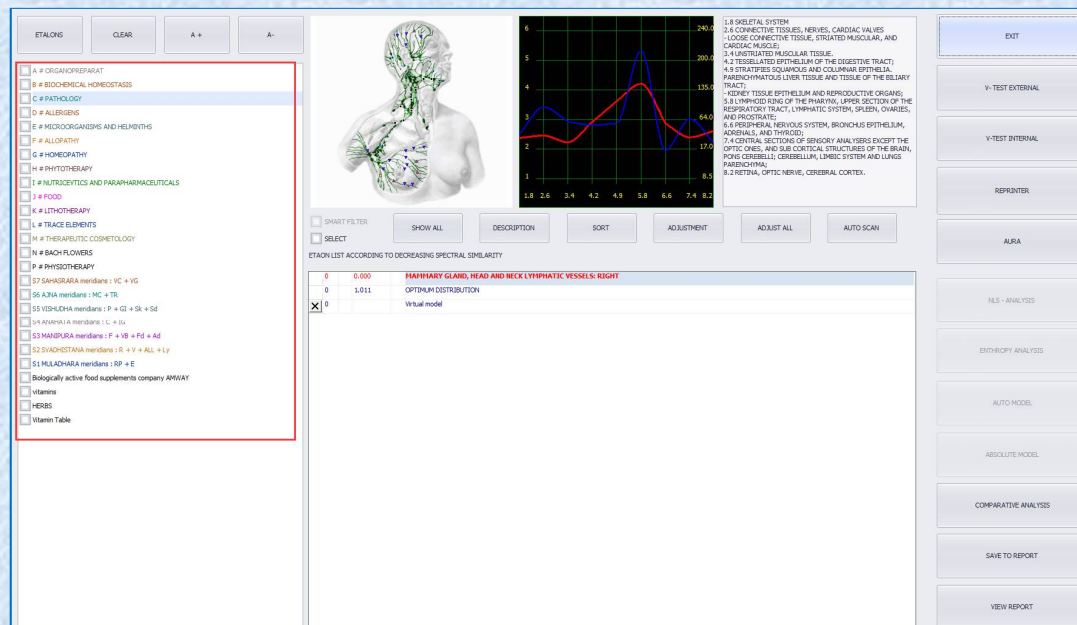 ETALONS
CLEAR
A +
A-
A # ORGANOPREPARAT
B # BIOCHEMICAL HOMEOSTASIS
C # PATHOLOGY
D # ALLERGENS
E # MICROORGANISMS AND HELMINTHS
F # ALLOPATHY
G # HOMEOPATHY
H # PHYTOTHERAPY
I # NUTRICEVTICS AND PARAPHARMACEUTICALS
J # FOOD
K # LITHOTHERAPY
L # TRACE ELEMENTS
M # THERAPEUTIC COSMETOLOGY
N # BACH FLOWERS
P # PHYSIOTHERAPY
S7 SAHASRARA meridians : VC + VG
S6 AJNA meridians : MC + TR
S5 VISHUDHA meridians : P + GI + Sk + Sd
S4 ANAHATA meridians : C + IG
S3 MANIPURA meridians : F + VB + Fd + Ad
S2 SVADHISTANA meridians : R + V + ALL + Ly
S1 MULADHARA meridians : RP + E
Biologically active food supplements company AMWAY
vitamins
HERBS
Vitamin Table
6 240.0
5 200.0
4 135.0
3 64.0
2 17.0
1 8.5
1.8 2.6 3.4 4.9 5.8 6.6 7.4 8.2
1.8 SKELETAL SYSTEM
2.6 CONNECTIVE TISSUES, NERVES, CARDIAC VALVES
- LOOSE CONNECTIVE TISSUE, STRIATED MUSCULAR, AND
CARDIAC MUSCLE;
3.4 UNSTRIATED MUSCULAR TISSUE.
4.2 TESSELLATED EPITHELIUM OF THE DIGESTIVE TRACT;
4.9 STRATIFIES SQUAMOUS AND COLUMNAR EPITHELIA.
PARENCHYMATOUS LIVER TISSUE AND TISSUE OF THE BILIARY
TRACT;
- KIDNEY TISSUE EPITHELIUM AND REPRODUCTIVE ORGANS;
5.8 LYMPHOID RING OF THE PHARYNX, UPPER SECTION OF THE
RESPIRATORY TRACT, LYMPHATIC SYSTEM, SPLEEN, OVARIES,
AND PROSTRATE;
6.6 PERIPHERAL NERVOUS SYSTEM, BRONCHUS EPITHELIUM,
ADRENALS, AND THYROID;
7.4 CENTRAL SECTIONS OF SENSORY ANALYSERS EXCEPT THE
OPTIC ONES, AND SUB CORTICAL STRUCTURES OF THE BRAIN,
PONS CEREBELLI; CEREBELLUM, LIMBIC SYSTEM AND LUNGS
PARENCHYMA;
8.2 RETINA, OPTIC NERVE, CEREBRAL CORTEX.
SMART FILTER
SELECT
SHOW ALL
DESCRIPTION
SORT
ADJUSTMENT
ADJUST ALL
AUTO SCAN
ETAON LIST ACCORDING TO DECREASING SPECTRAL SIMILARITY
0 0.000 MAMMARY GLAND, HEAD AND NECK LYMPHATIC VESSELS: RIGHT
0 1.011 OPTIMUM DISTRIBUTION
0 Virtual model
EXIT
V- TEST EXTERNAL
V-TEST INTERNAL
REPRINTER
AURA
NLS - ANALYSIS
ENTHROPY ANALYSIS
AUTO MODEL
ABSOLUTE MODEL
COMPARATIVE ANALYSIS
SAVE TO REPORT
VIEW REPORT